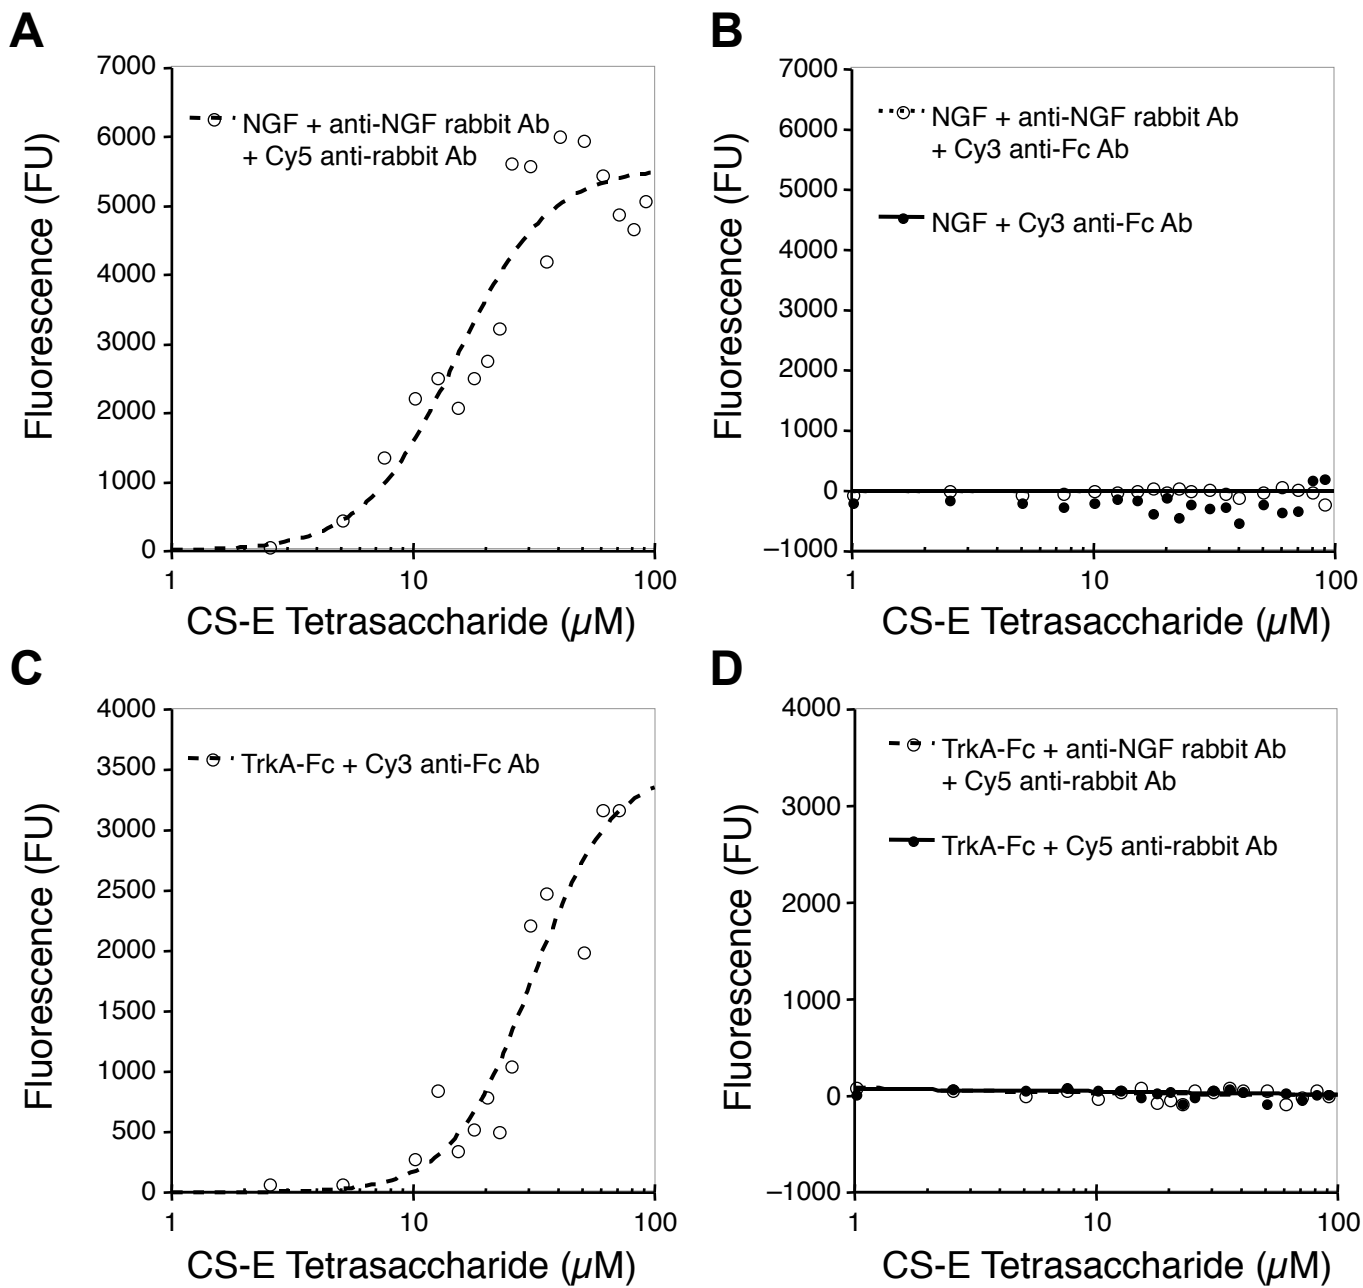 A
7000
6000
5000
4000
3000
2000
1000
0
Fluorescence (FU)
NGF + anti-NGF rabbit Ab
+ Cy5 anti-rabbit Ab
1
10
100
CS-E Tetrasaccharide (µM)
B
7000
6000
5000
4000
3000
2000
1000
0
−1000
Fluorescence (FU)
NGF + anti-NGF rabbit Ab
+ Cy3 anti-Fc Ab
NGF + Cy3 anti-Fc Ab
1
10
100
CS-E Tetrasaccharide (µM)
C
4000
3500
3000
2500
2000
1500
1000
500
0
Fluorescence (FU)
TrkA-Fc + Cy3 anti-Fc Ab
1
10
100
CS-E Tetrasaccharide (µM)
D
4000
3000
2000
1000
0
−1000
Fluorescence (FU)
TrkA-Fc + anti-NGF rabbit Ab
+ Cy5 anti-rabbit Ab
TrkA-Fc + Cy5 anti-rabbit Ab
1
10
100
CS-E Tetrasaccharide (µM)